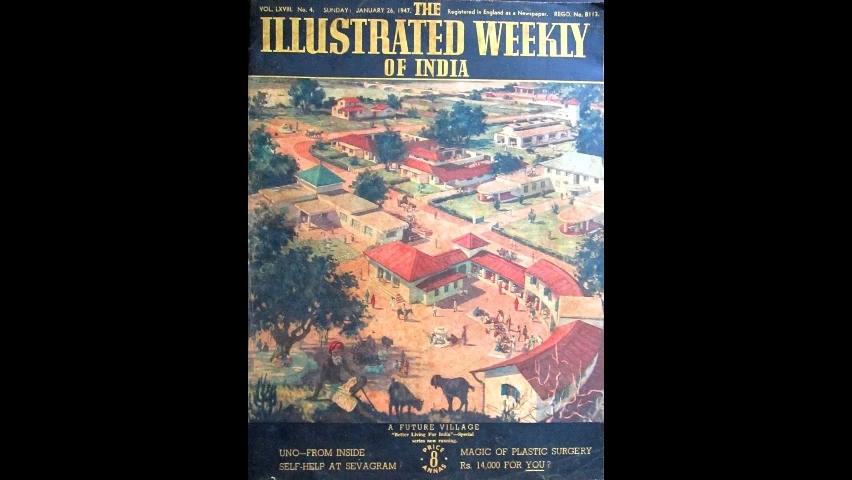 VOL. LXVIII. No. 4. SUNDAY: JANUARY 26, 1947. Registered in England as a Newspaper. REGD. No. B113.
THE
ILLUSTRATED WEEKLY
OF INDIA
A FUTURE VILLAGE
"Better Living For India"—Special
series now running.
UNO—FROM INSIDE
SELF-HELP AT SEVAGRAM
PRICE
8
ANNAS
MAGIC OF PLASTIC SURGERY
Rs. 14,000 FOR YOU?